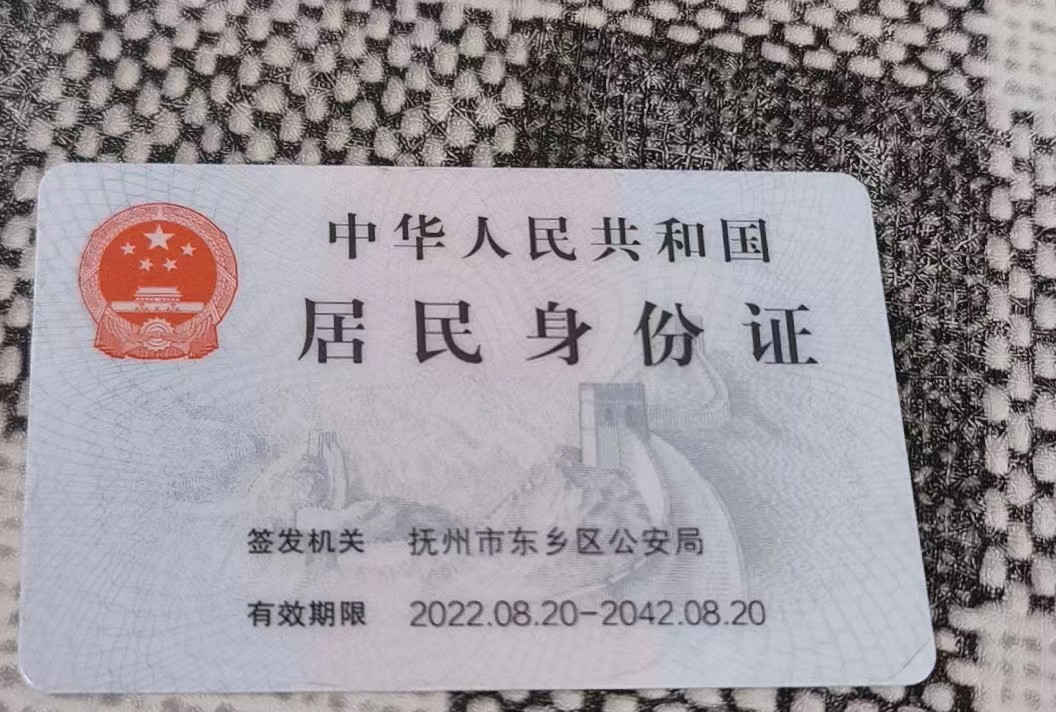 中华人民共和国
居民身份证
签发机关 抚州市东乡区公安局
有效期限 2022.08.20-2042.08.20